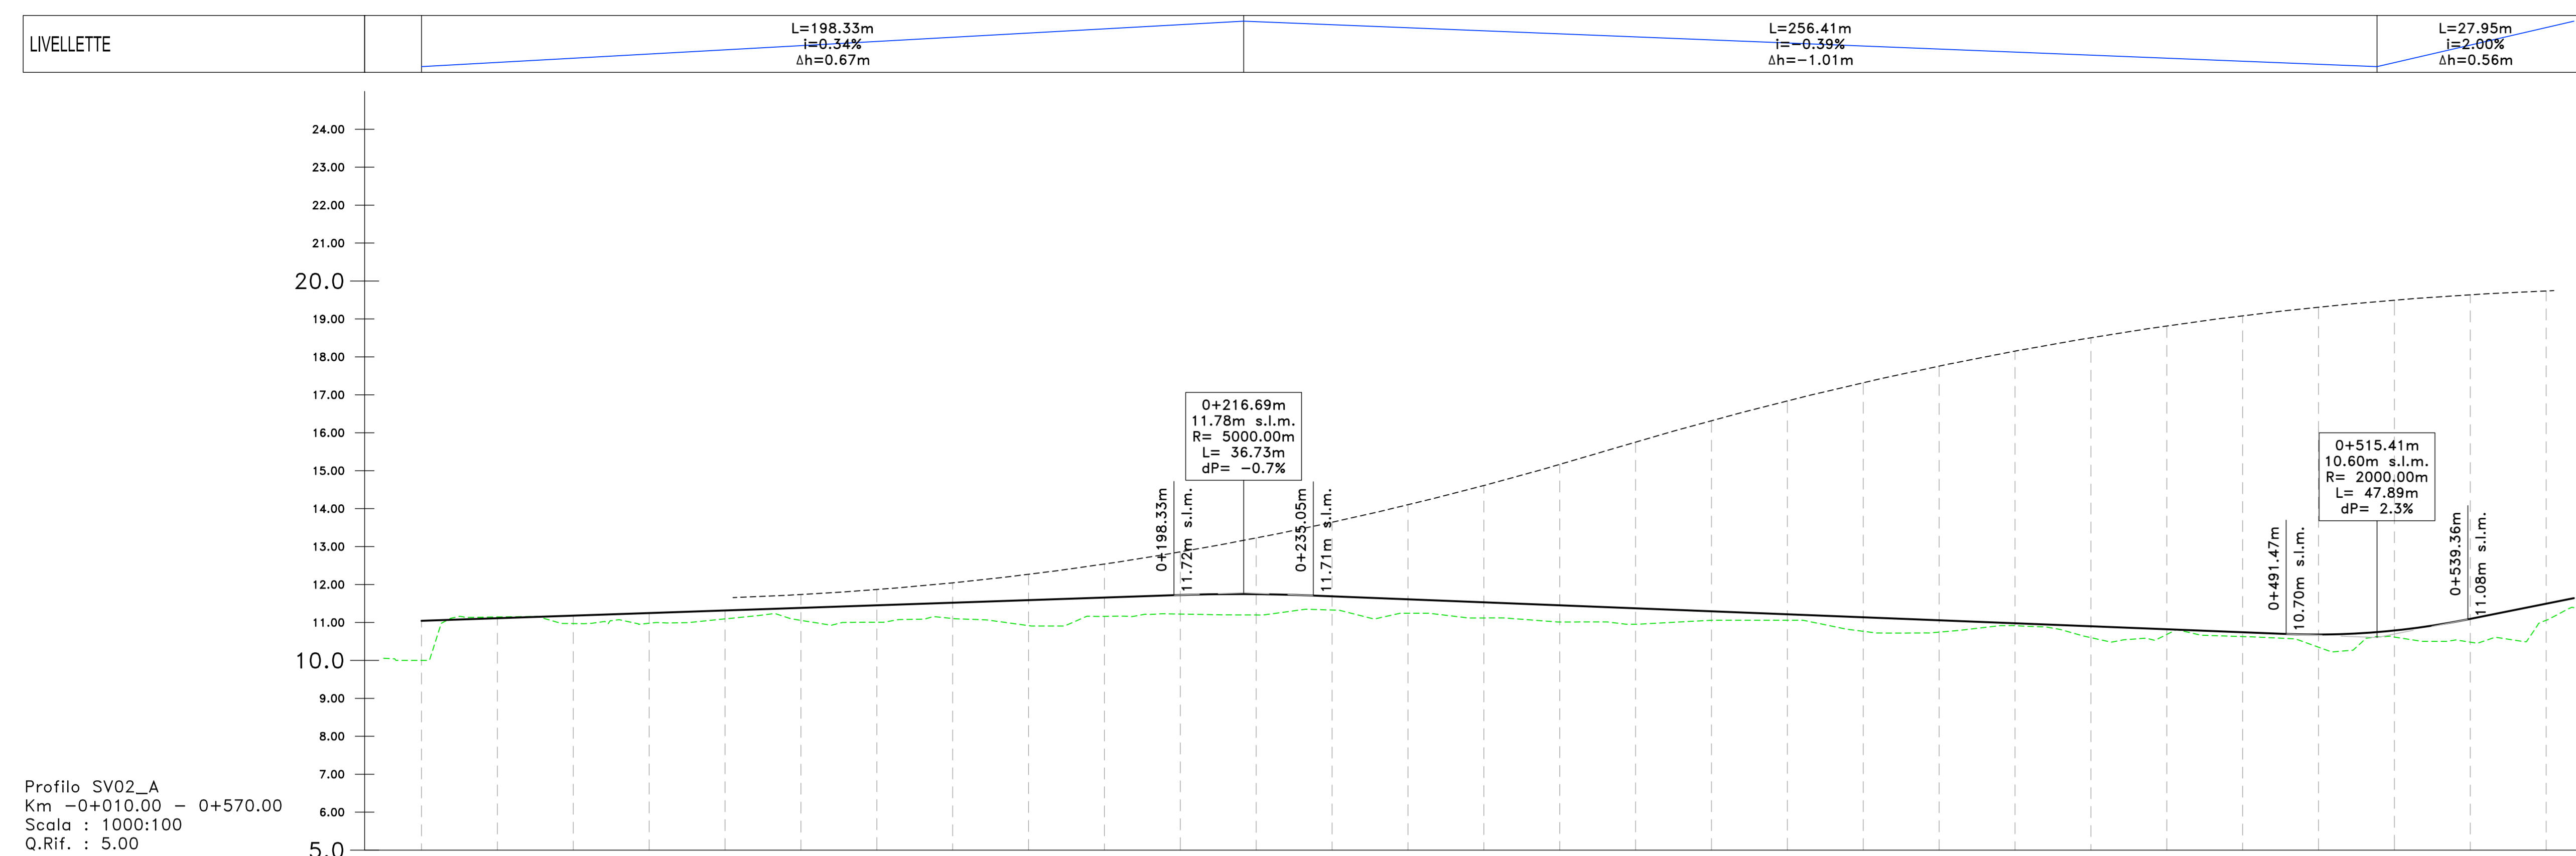 LIVELLETTE
L=198.33m
i=0.34%
Δh=0.67m
L=256.41m
i=-0.39%
Δh=-1.01m
L=27.95m
i=2.00%
Δh=0.56m
24.00
23.00
22.00
21.00
20.0
19.00
18.00
17.00
16.00
15.00
14.00
13.00
12.00
11.00
10.0
9.00
8.00
7.00
6.00
5.0
0+216.69m
11.78m s.l.m.
R= 5000.00m
L= 36.73m
dP= -0.7%
0+198.33m
11.72m s.l.m.
0+235.05m
11.71m s.l.m.
0+515.41m
10.60m s.l.m.
R= 2000.00m
L= 47.89m
dP= 2.3%
0+491.47m
10.70m s.l.m.
0+539.36m
11.08m s.l.m.
Profilo SV02_A
Km -0+010.00 - 0+570.00
Scala : 1000:100
Q.Rif. : 5.00